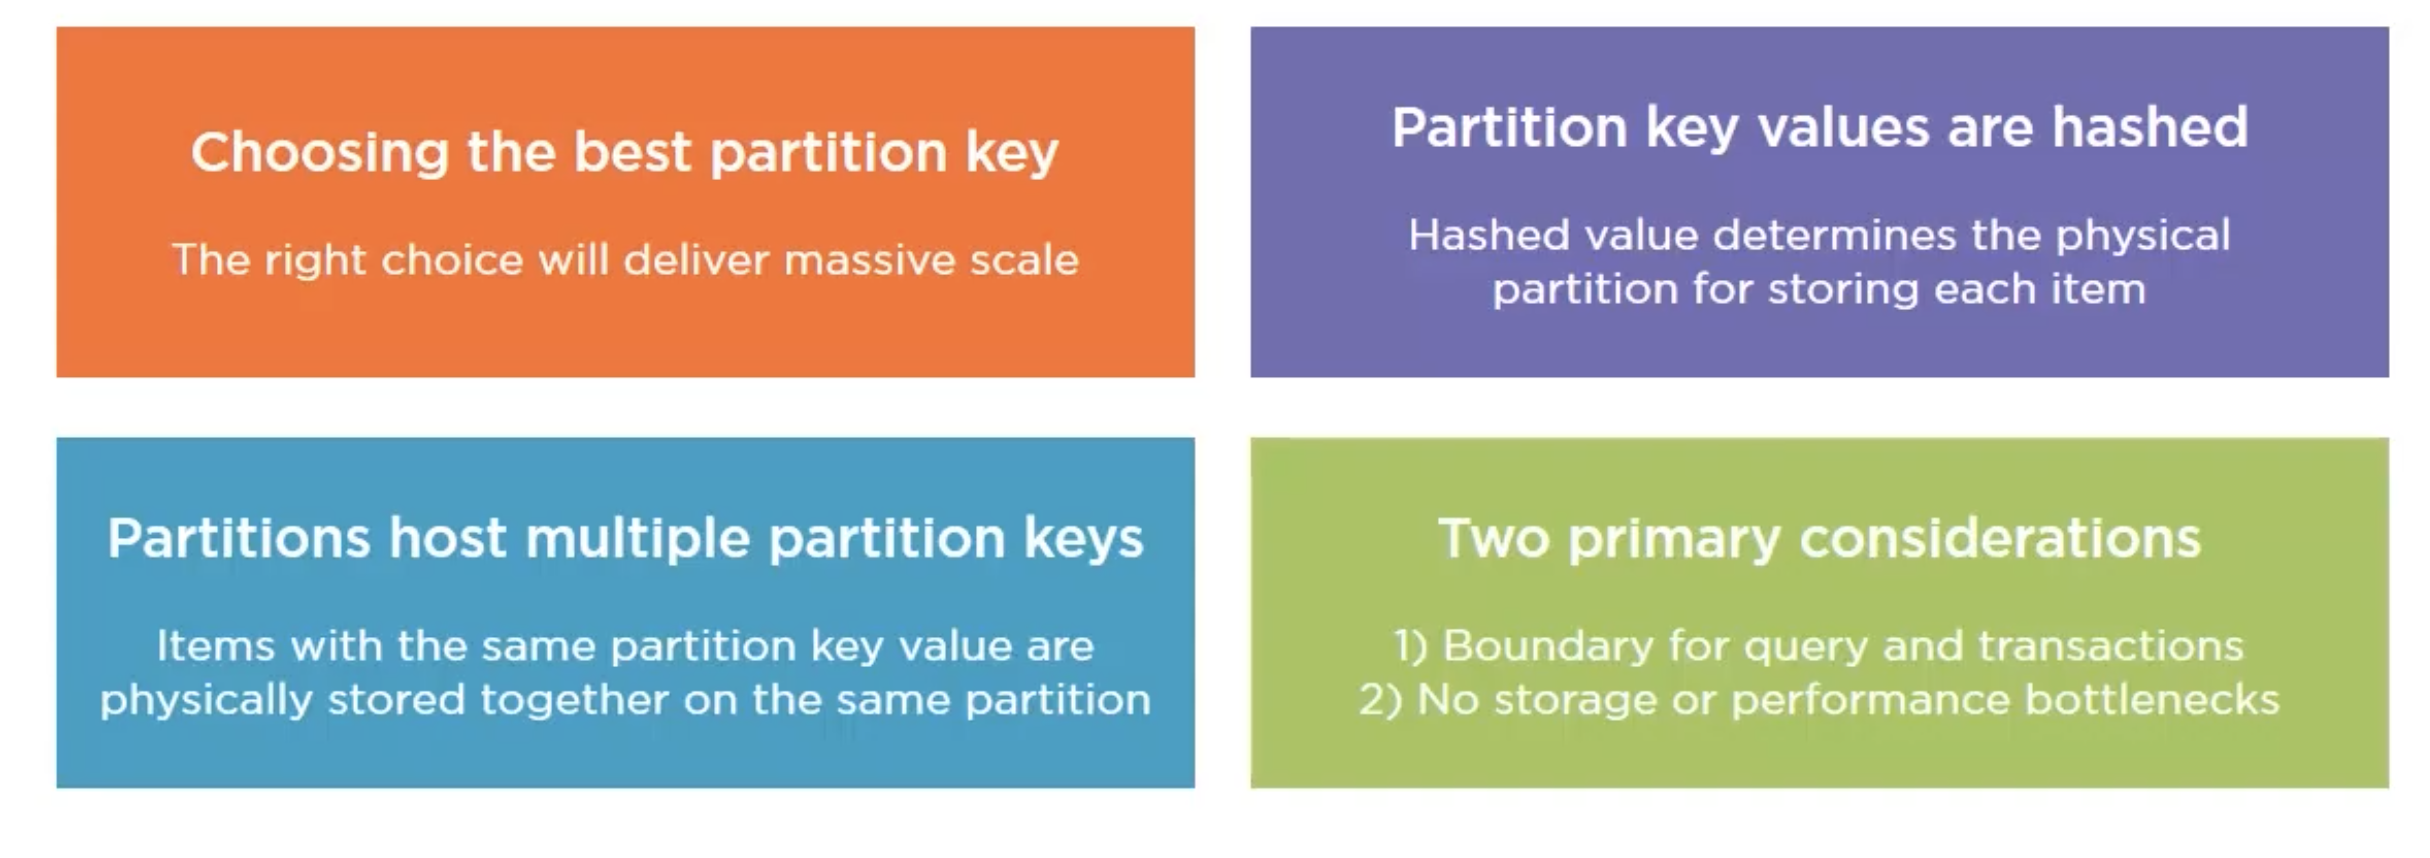 Choosing the best partition key
The right choice will deliver massive scale
Partition key values are hashed
Hashed value determines the physical
partition for storing each item
Partitions host multiple partition keys
Items with the same partition key value are
physically stored together on the same partition
Two primary considerations
1) Boundary for query and transactions
2) No storage or performance bottlenecks